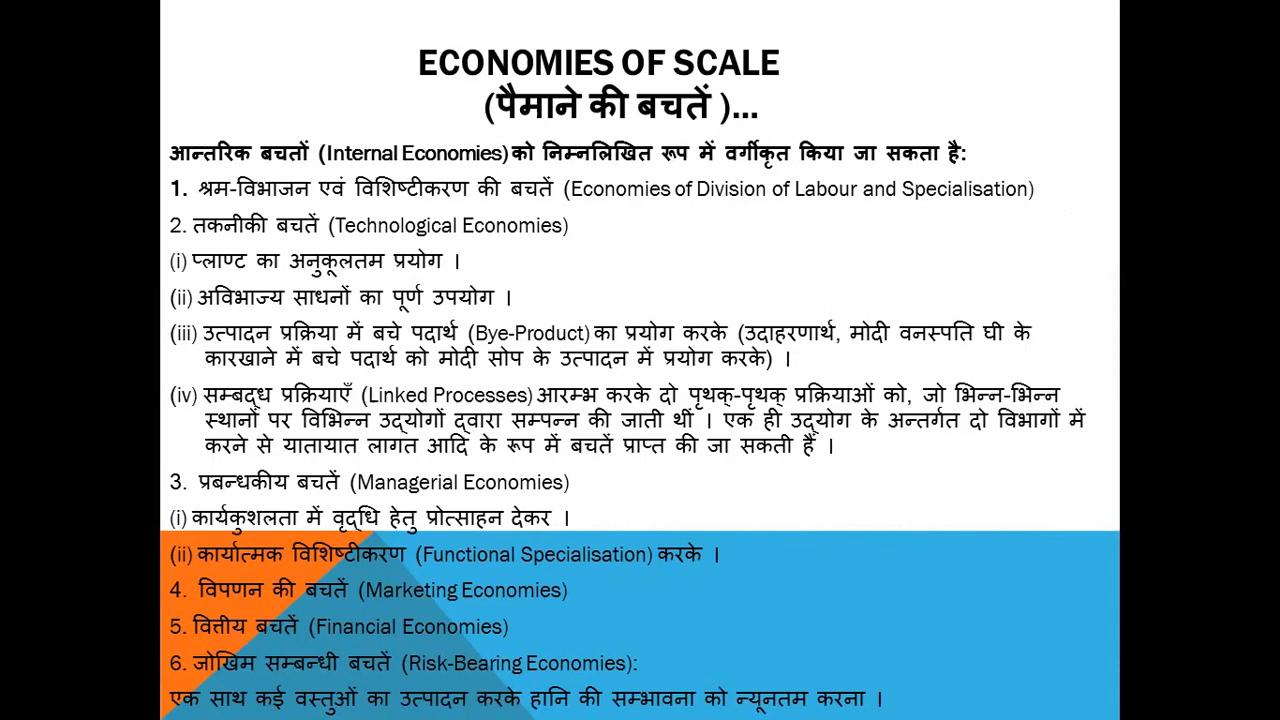 ECONOMIES OF SCALE
(पैमाने की बचतें )...
आन्तरिक बचतों (Internal Economies) को निम्नलिखित रूप में वर्गीकृत किया जा सकता है:
1. श्रम-विभाजन एवं विशिष्टीकरण की बचतें (Economies of Division of Labour and Specialisation)
2. तकनीकी बचतें (Technological Economies)
(i) प्लाण्ट का अनुकूलतम प्रयोग ।
(ii) अविभाज्य साधनों का पूर्ण उपयोग ।
(iii) उत्पादन प्रक्रिया में बचे पदार्थ (Bye-Product) का प्रयोग करके (उदाहरणार्थ, मोदी वनस्पति घी के
कारखाने में बचे पदार्थ को मोदी सोप के उत्पादन में प्रयोग करके) ।
(iv) सम्बद्ध प्रक्रियाएँ (Linked Processes) आरम्भ करके दो पृथक्-पृथक् प्रक्रियाओं को, जो भिन्न-भिन्न
स्थानों पर विभिन्न उद्योगों द्वारा सम्पन्न की जाती थीं । एक ही उद्योग के अन्तर्गत दो विभागों में
करने से यातायात लागत आदि के रूप में बचतें प्राप्त की जा सकती हैं ।
3. प्रबन्धकीय बचतें (Managerial Economies)
(i) कार्यकुशलता में वृद्धि हेतु प्रोत्साहन देकर ।
(ii) कार्यात्मक विशिष्टीकरण (Functional Specialisation) करके ।
4. विपणन की बचतें (Marketing Economies)
5. वित्तीय बचतें (Financial Economies)
6. जोखिम सम्बन्धी बचतें (Risk-Bearing Economies):
एक साथ कई वस्तुओं का उत्पादन करके हानि की सम्भावना को न्यूनतम करना ।